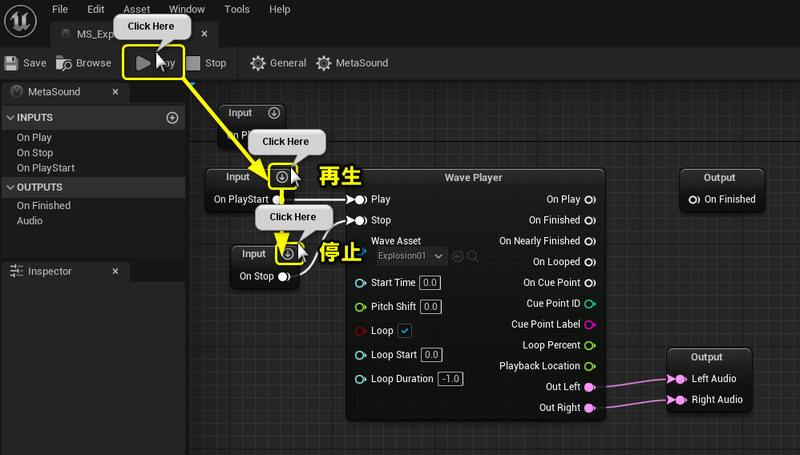 File Edit Asset Window Tools Help
Click Here
MS_Exp
Save Browse Stop General MetaSound
MetaSound
INPUTS
On Play
On Stop
On PlayStart
OUTPUTS
On Finished
Audio
Inspector
Input
Click Here
Input
再生
On PlayStart
Click Here
Input
停止
On Stop
Wave Player
Play On Play
Stop On Finished
On Nearly Finished
Wave Asset
Explosion01
On Looped
Start Time 0.0 On Cue Point
Pitch Shift 0.0 Cue Point ID
Loop Cue Point Label
Loop Percent
Loop Start 0.0
Playback Location
Loop Duration -1.0
Out Left
Out Right
Output
On Finished
Output
Left Audio
Right Audio